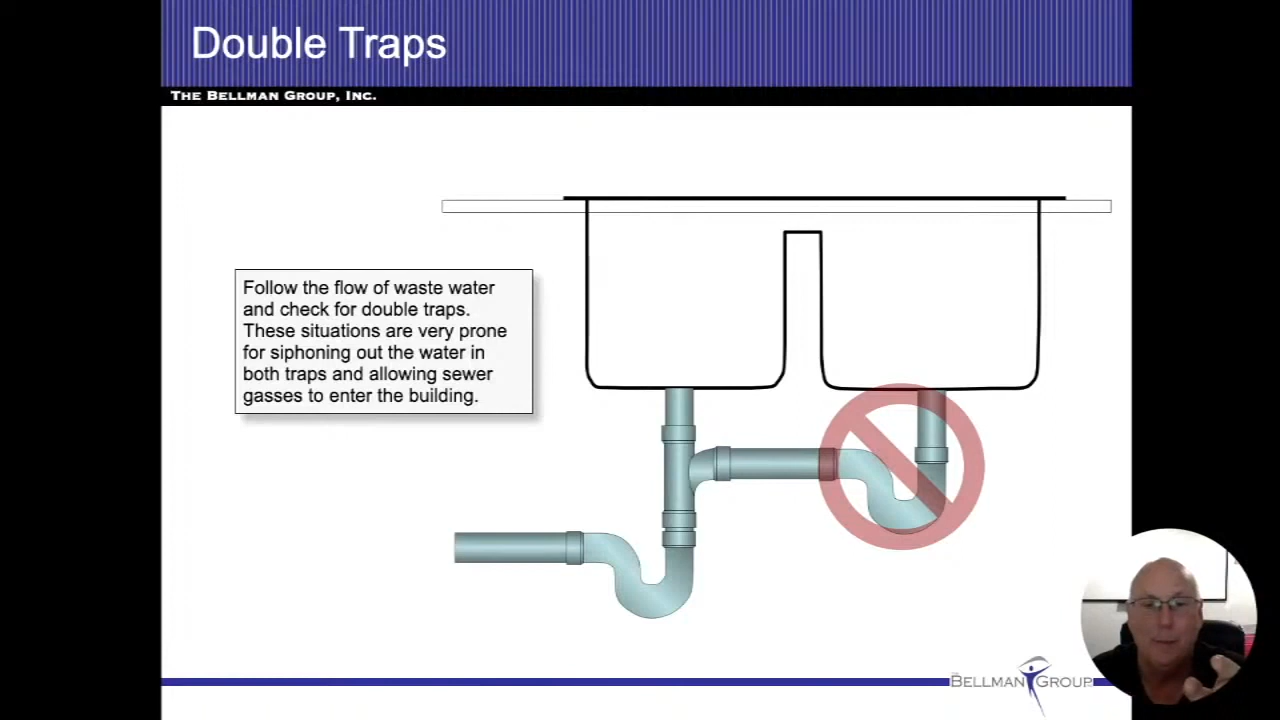 Double Traps
THE BELLMAN GROUP, INC.
Follow the flow of waste water
and check for double traps.
These situations are very prone
for siphoning out the water in
both traps and allowing sewer
gasses to enter the building.
THE
BELLMAN GROUP